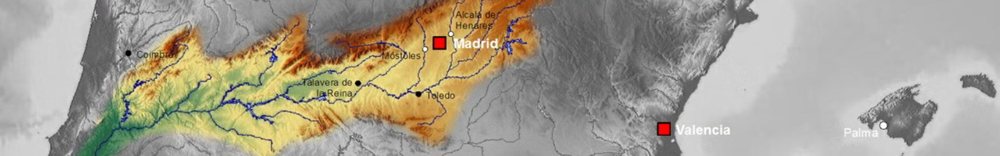 Alcalá de
Henares
Madrid
Coimbra
Móstoles
Talavera de
la Reina
Toledo
Valencia
Palma